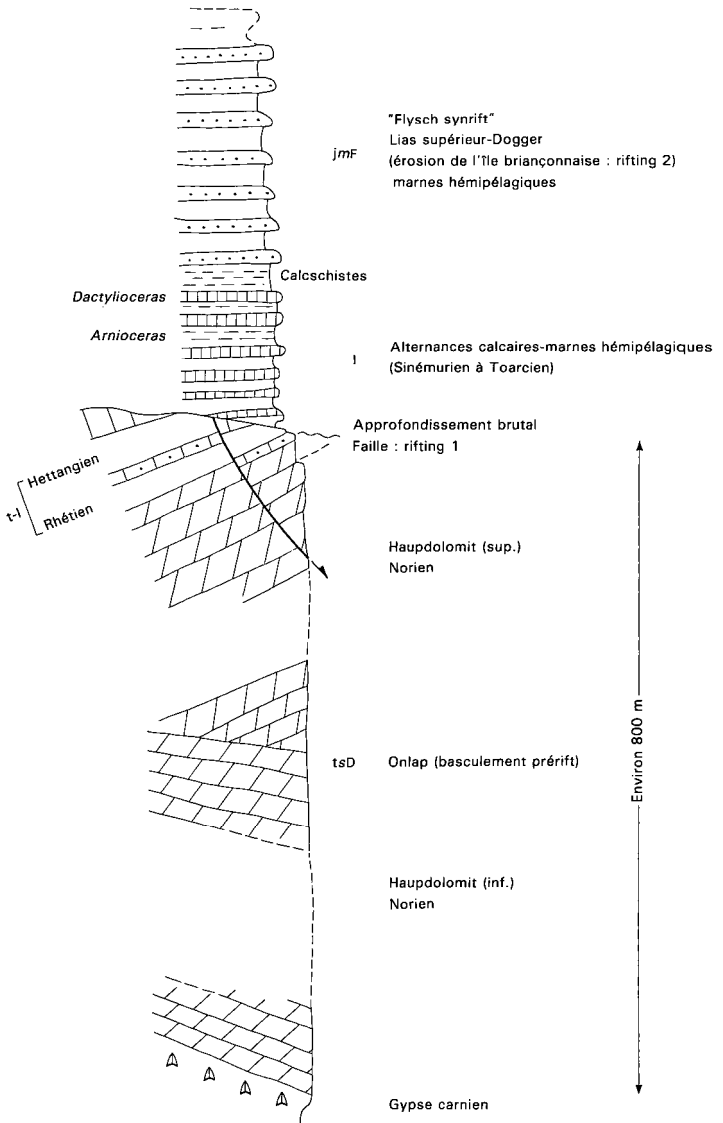 "Flysch synrift"
Lias supérieur-Dogger
jmF
(érosion de l'île briançonnaise : rifting 2)
marnes hémipélagiques
Calcschistes
Dactylioceras
Arnioceras
l
Alternances calcaires-marnes hémipélagiques
(Sinémurien à Toarcien)
Approfondissement brutal
Faille : rifting 1
t-l
Hettangien
Rhétien
Haupdolomit (sup.)
Norien
tsD
Onlap (basculement prérift)
Environ 800 m
Haupdolomit (inf.)
Norien
Gypse carnien